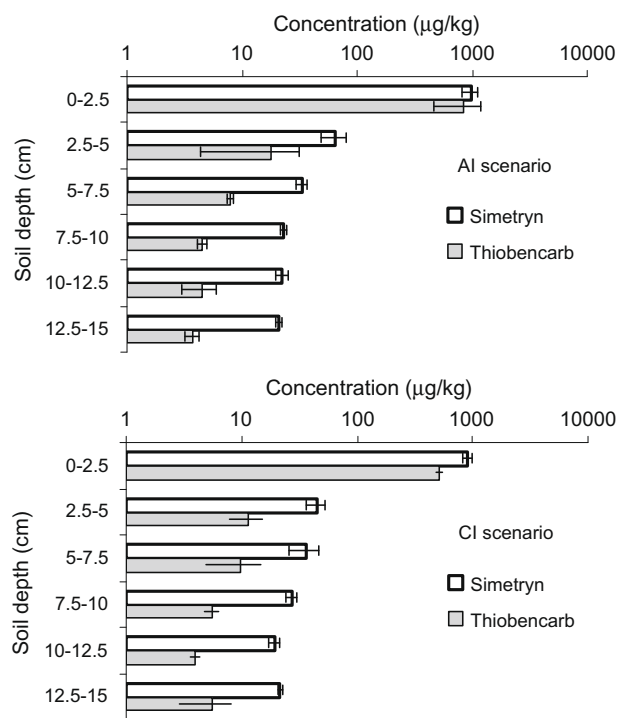 Concentration (μg/kg)
1 10 100 1000 10000
Soil depth (cm)
0-2.5
2.5-5
5-7.5
7.5-10
10-12.5
12.5-15
AI scenario
Simetryn
Thiobencarb
Concentration (μg/kg)
1 10 100 1000 10000
Soil depth (cm)
0-2.5
2.5-5
5-7.5
7.5-10
10-12.5
12.5-15
CI scenario
Simetryn
Thiobencarb